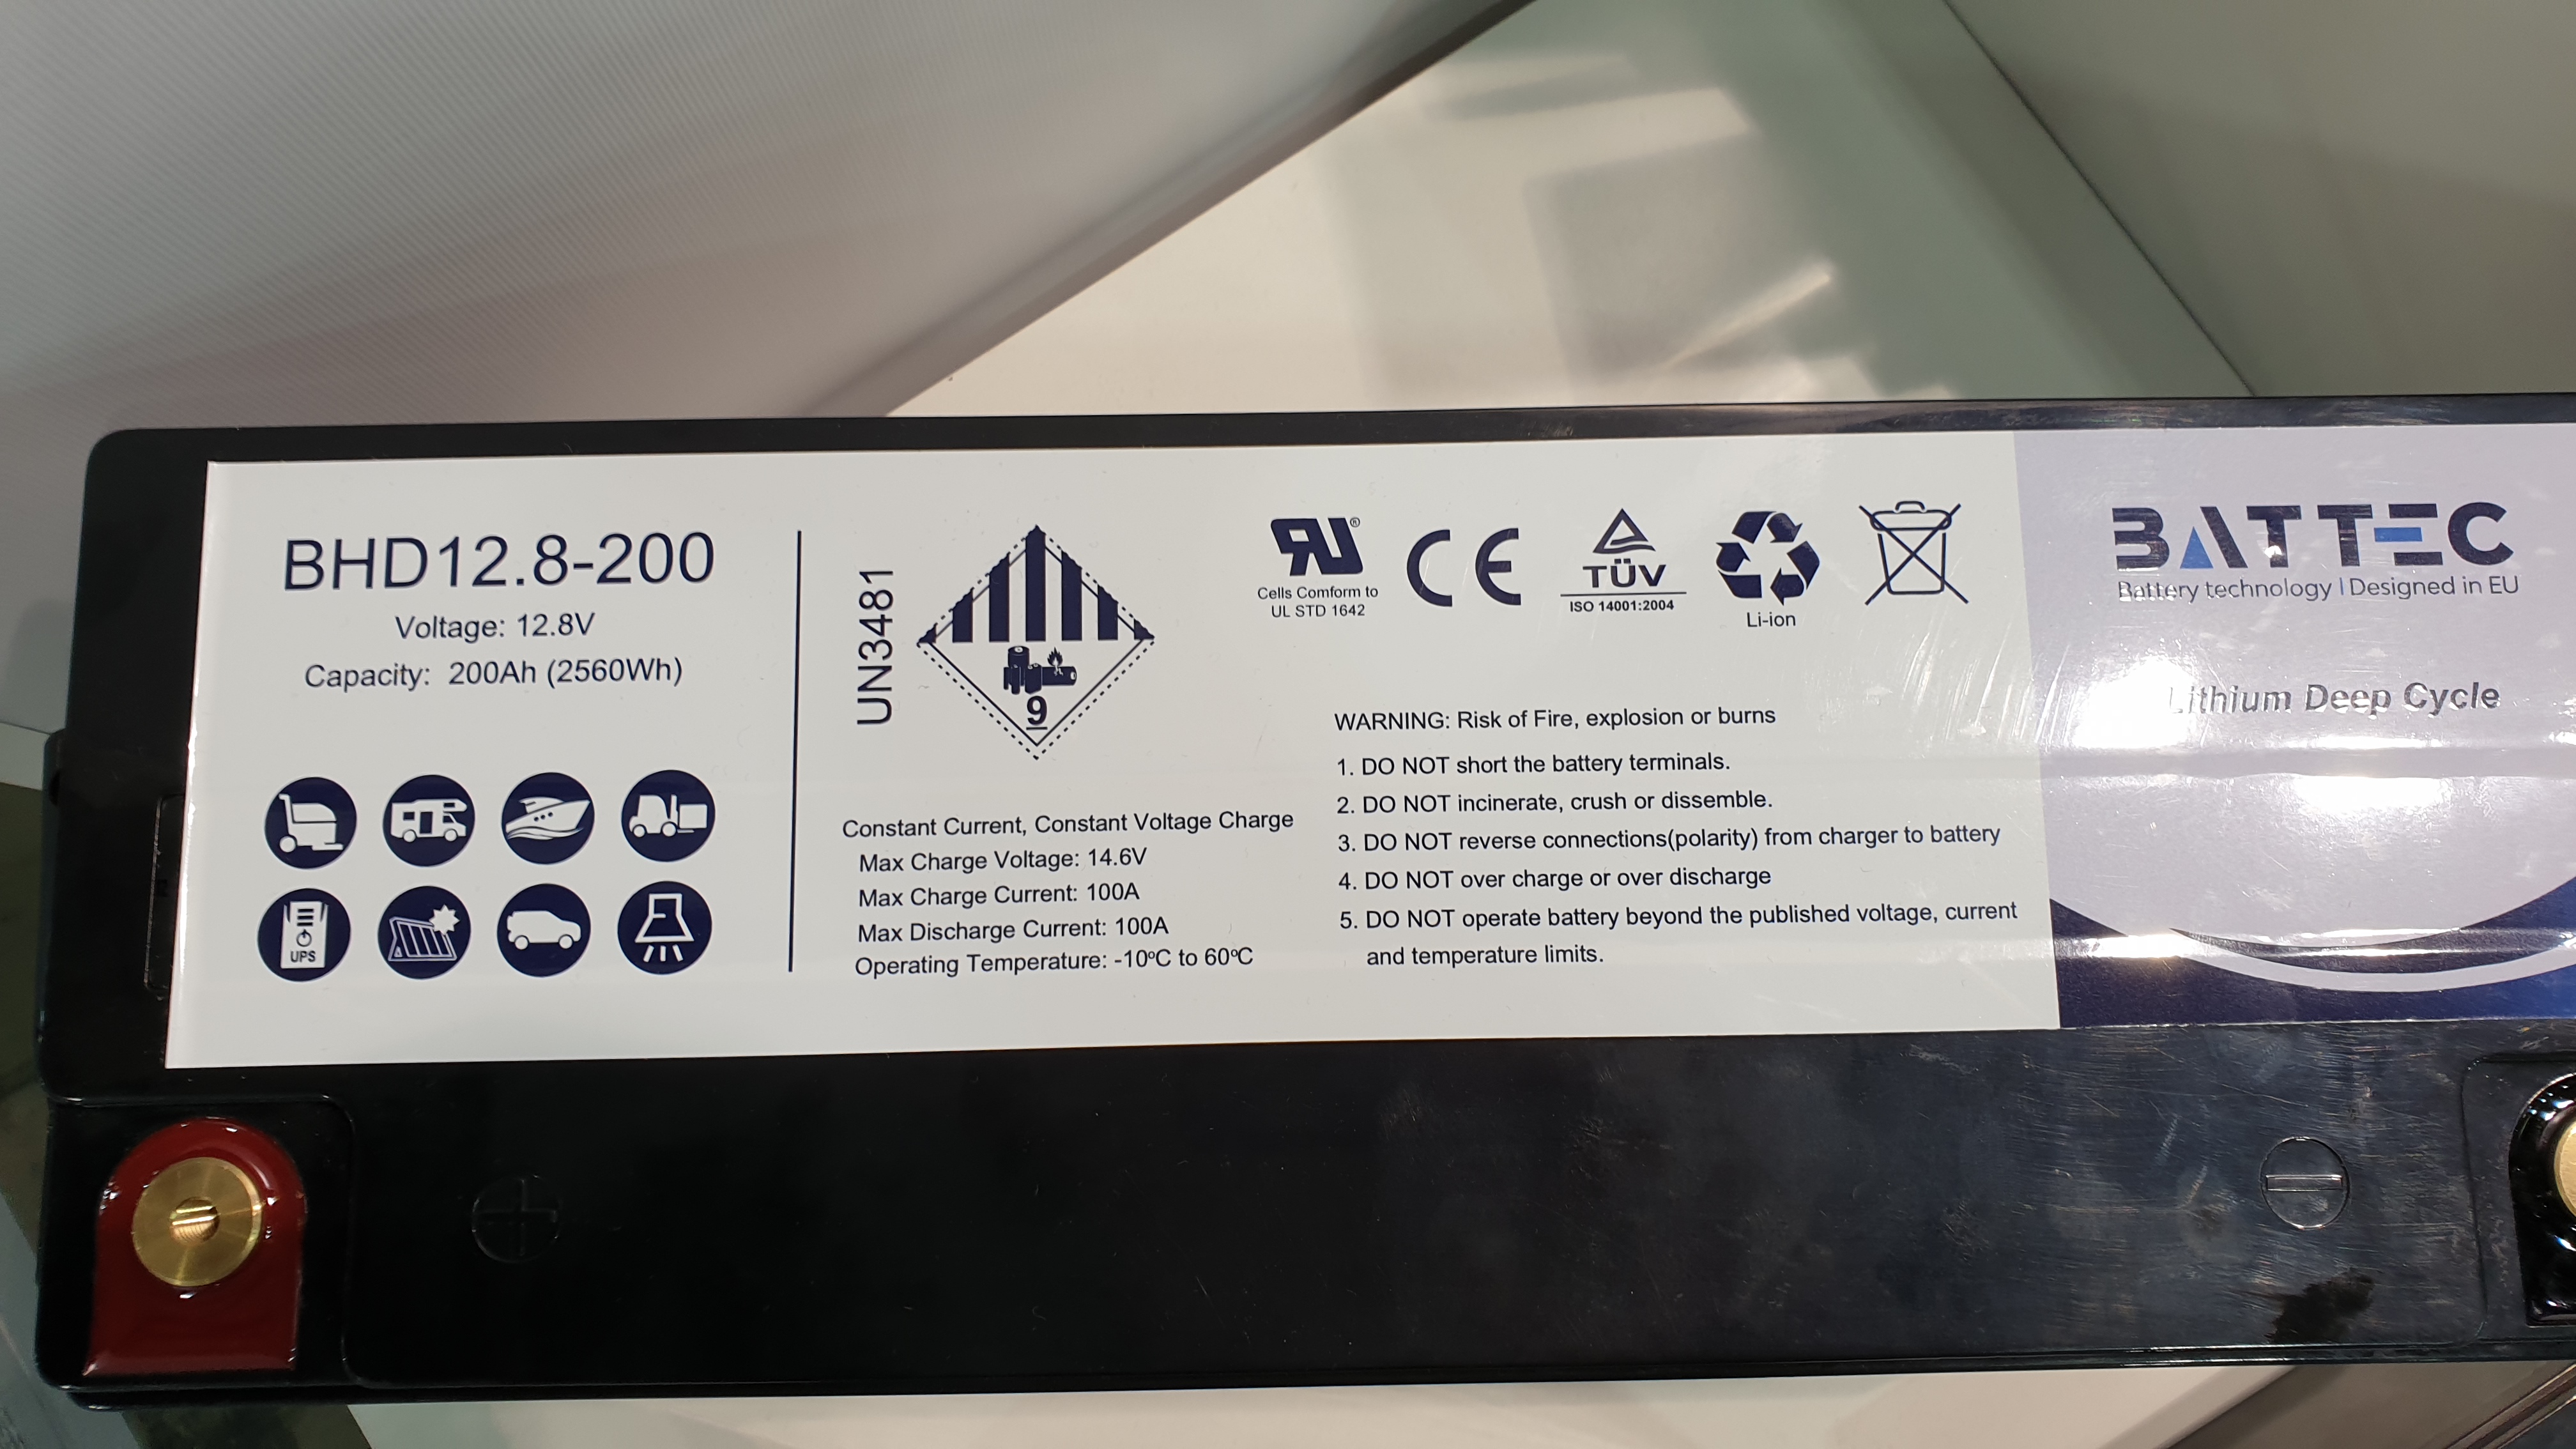 BHD12.8-200
Voltage: 12.8V
Capacity: 200Ah (2560Wh)
UPS
UN3481
9
Constant Current, Constant Voltage Charge
Max Charge Voltage: 14.6V
Max Charge Current: 100A
Max Discharge Current: 100A
Operating Temperature: -10ºC to 60ºC
RU®
Cells Comform to
UL STD 1642
CE
TÜV
ISO 14001:2004
Li-ion
WARNING: Risk of Fire, explosion or burns
1. DO NOT short the battery terminals.
2. DO NOT incinerate, crush or dissemble.
3. DO NOT reverse connections(polarity) from charger to battery
4. DO NOT over charge or over discharge
5. DO NOT operate battery beyond the published voltage, current
and temperature limits.
BATTEC
Battery technology | Designed in EU
Lithium Deep Cycle